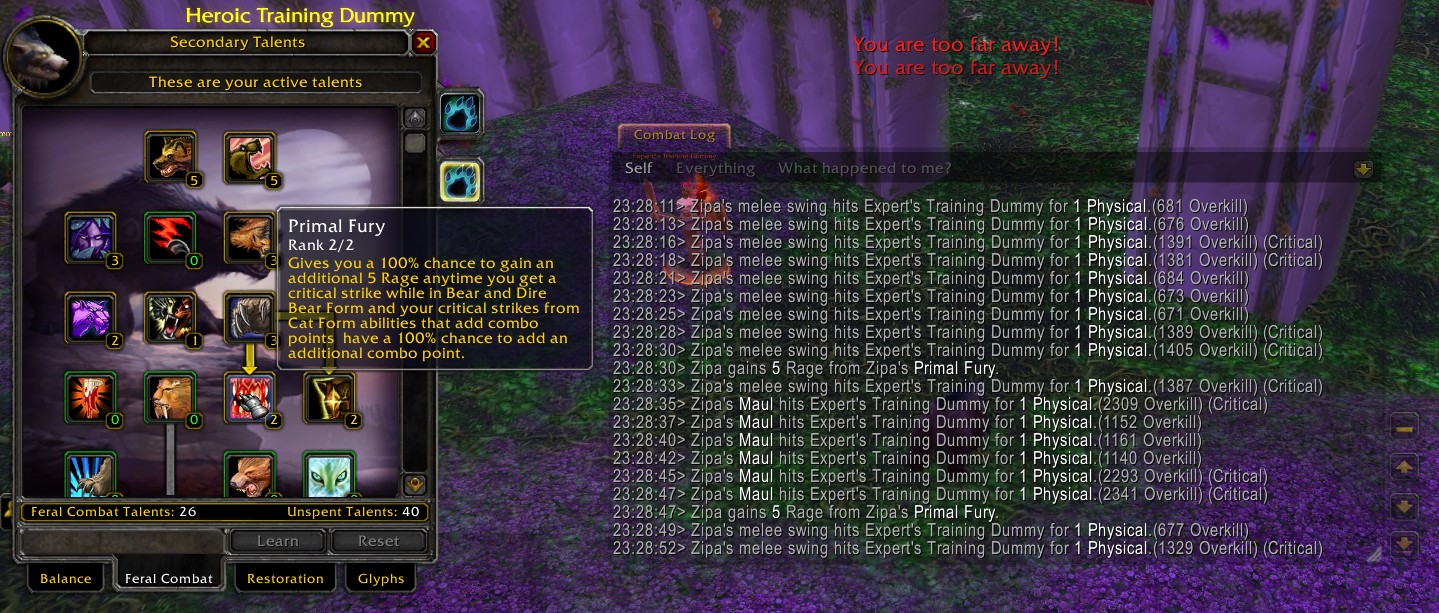 Heroic Training Dummy
Secondary Talents
These are your active talents
5
5
3
0
3
2
1
3
0
0
2
2
Primal Fury
Rank 2/2
Gives you a 100% chance to gain an
additional 5 Rage anytime you get a
critical strike while in Bear and Dire
Bear Form and your critical strikes from
Cat Form abilities that add combo
points  have a 100% chance to add an
additional combo point.
Feral Combat Talents: 26
Unspent Talents: 40
Learn
Reset
Balance
Feral Combat
Restoration
Glyphs
You are too far away!
You are too far away!
Combat Log
Expert's Training Dummy
Self
Everything
What happened to me?
23:28:11> Zipa's melee swing hits Expert's Training Dummy for 1 Physical.(681 Overkill)
23:28:13> Zipa's melee swing hits Expert's Training Dummy for 1 Physical.(676 Overkill)
23:28:16> Zipa's melee swing hits Expert's Training Dummy for 1 Physical.(1391 Overkill) (Critical)
23:28:18> Zipa's melee swing hits Expert's Training Dummy for 1 Physical.(1381 Overkill) (Critical)
23:28:21> Zipa's melee swing hits Expert's Training Dummy for 1 Physical.(684 Overkill)
23:28:23> Zipa's melee swing hits Expert's Training Dummy for 1 Physical.(673 Overkill)
23:28:25> Zipa's melee swing hits Expert's Training Dummy for 1 Physical.(671 Overkill)
23:28:28> Zipa's melee swing hits Expert's Training Dummy for 1 Physical.(1389 Overkill) (Critical)
23:28:30> Zipa's melee swing hits Expert's Training Dummy for 1 Physical.(1405 Overkill) (Critical)
23:28:30> Zipa gains 5 Rage from Zipa's Primal Fury.
23:28:33> Zipa's melee swing hits Expert's Training Dummy for 1 Physical.(1387 Overkill) (Critical)
23:28:35> Zipa's Maul hits Expert's Training Dummy for 1 Physical.(2309 Overkill) (Critical)
23:28:37> Zipa's Maul hits Expert's Training Dummy for 1 Physical.(1152 Overkill)
23:28:40> Zipa's Maul hits Expert's Training Dummy for 1 Physical.(1161 Overkill)
23:28:42> Zipa's Maul hits Expert's Training Dummy for 1 Physical.(1140 Overkill)
23:28:45> Zipa's Maul hits Expert's Training Dummy for 1 Physical.(2293 Overkill) (Critical)
23:28:47> Zipa's Maul hits Expert's Training Dummy for 1 Physical.(2341 Overkill) (Critical)
23:28:47> Zipa gains 5 Rage from Zipa's Primal Fury.
23:28:49> Zipa's melee swing hits Expert's Training Dummy for 1 Physical.(677 Overkill)
23:28:52> Zipa's melee swing hits Expert's Training Dummy for 1 Physical.(1329 Overkill) (Critical)